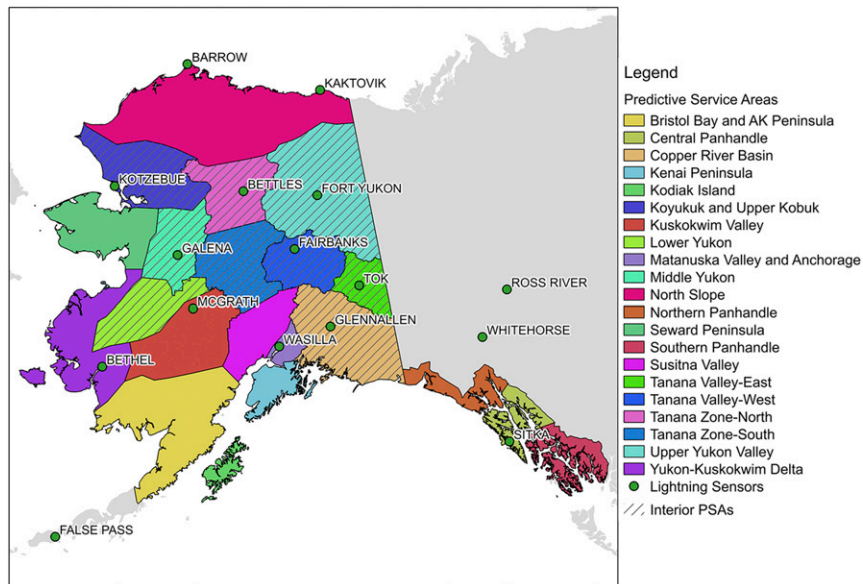 BARROW
KAKTOVIK
KOTZEBUE
BETTLES
FORT YUKON
GALENA
FAIRBANKS
TOK
ROSS RIVER
MCGRATH
GLENNALLEN
WASILLA
WHITEHORSE
BETHEL
SITKA
FALSE PASS
Legend
Predictive Service Areas
Bristol Bay and AK Peninsula
Central Panhandle
Copper River Basin
Kenai Peninsula
Kodiak Island
Koyukuk and Upper Kobuk
Kuskokwim Valley
Lower Yukon
Matanuska Valley and Anchorage
Middle Yukon
North Slope
Northern Panhandle
Seward Peninsula
Southern Panhandle
Susitna Valley
Tanana Valley-East
Tanana Valley-West
Tanana Zone-North
Tanana Zone-South
Upper Yukon Valley
Yukon-Kuskokwim Delta
Lightning Sensors
Interior PSAs